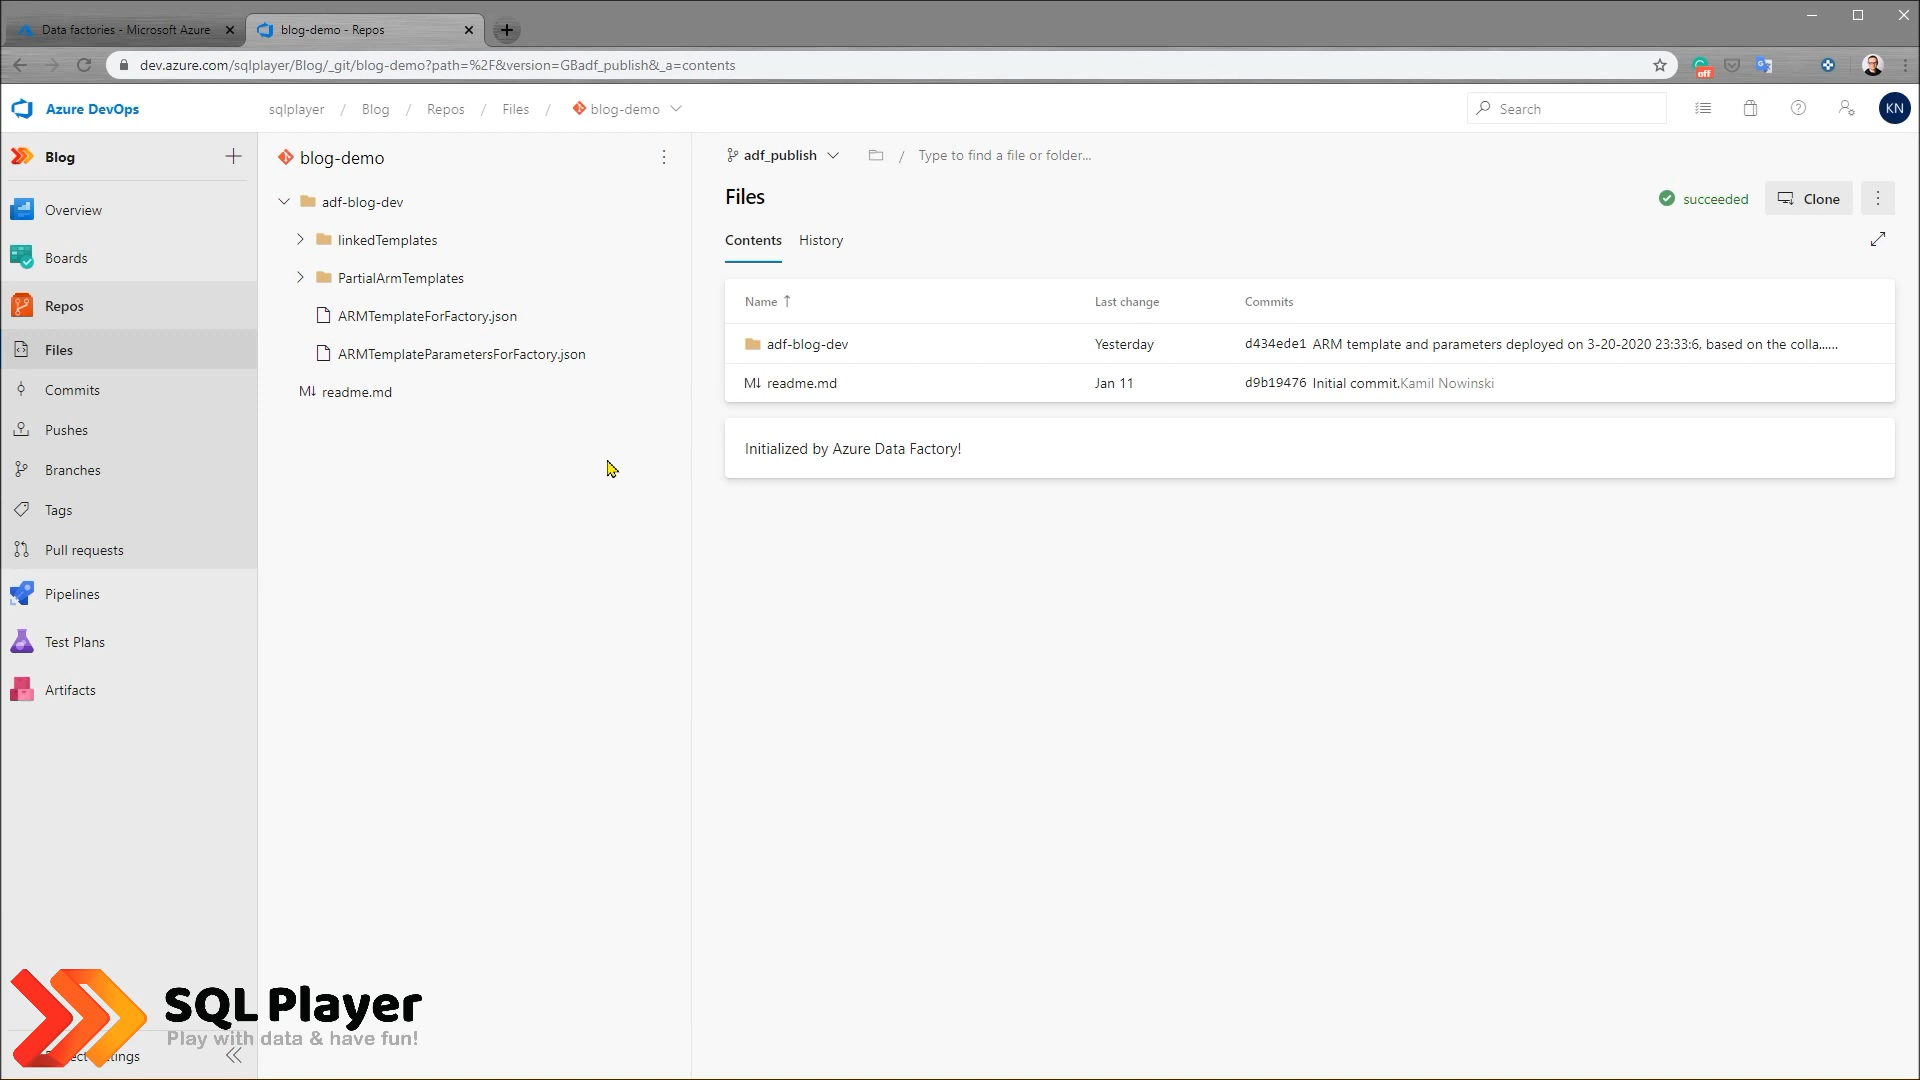 Data factories - Microsoft Azure
blog-demo - Repos
dev.azure.com/sqlplayer/Blog/_git/blog-demo?path=%2F&version=GBadf_publish&_a=contents
off
Azure DevOps
sqlplayer / Blog / Repos / Files / blog-demo
Search
KN
Blog
Overview
Boards
Repos
Files
Commits
Pushes
Branches
Tags
Pull requests
Pipelines
Test Plans
Artifacts
blog-demo
adf-blog-dev
linkedTemplates
PartialArmTemplates
ARMTemplateForFactory.json
ARMTemplateParametersForFactory.json
M↓ readme.md
adf_publish / Type to find a file or folder...
Files
succeeded
Clone
Contents History
Name ↑ Last change Commits
adf-blog-dev Yesterday d434ede1 ARM template and parameters deployed on 3-20-2020 23:33:6, based on the colla......
M↓ readme.md Jan 11 d9b19476 Initial commit.Kamil Nowinski
Initialized by Azure Data Factory!
SQL Player
Play with data & have fun!